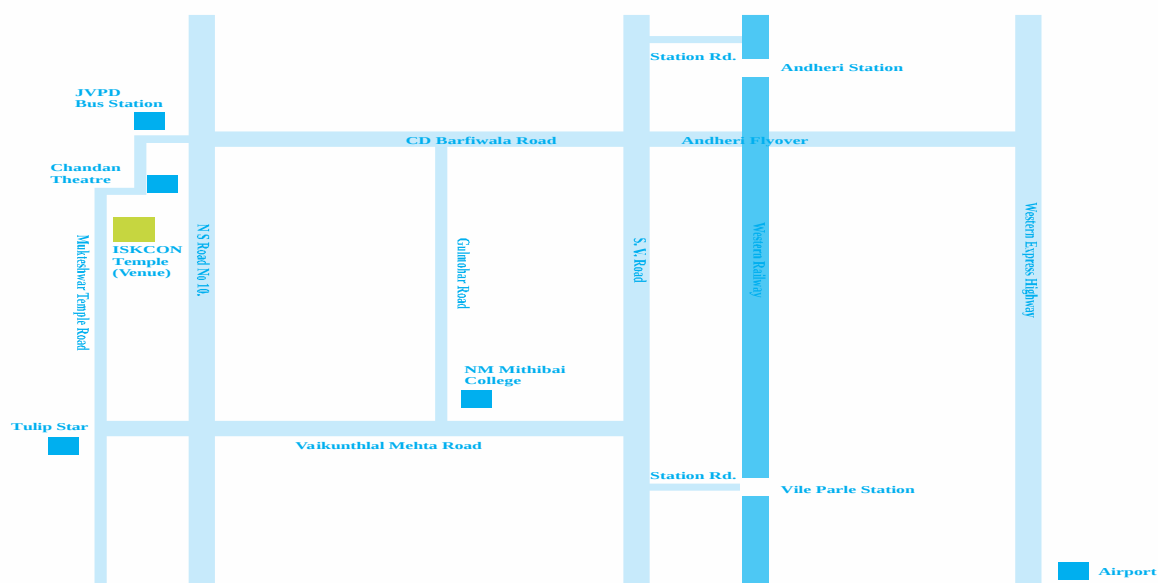 Station Rd.
Andheri Station
JVPD
Bus Station
CD Barfiwala Road
Andheri Flyover
Chandan
Theatre
ISKCON
Temple
(Venue)
Mukteshwar Temple Road
N S Road No 10.
Gulmohar Road
S. V. Road
Western Railway
Western Express Highway
NM Mithibai
College
Tulip Star
Vaikunthlal Mehta Road
Station Rd.
Vile Parle Station
Airport